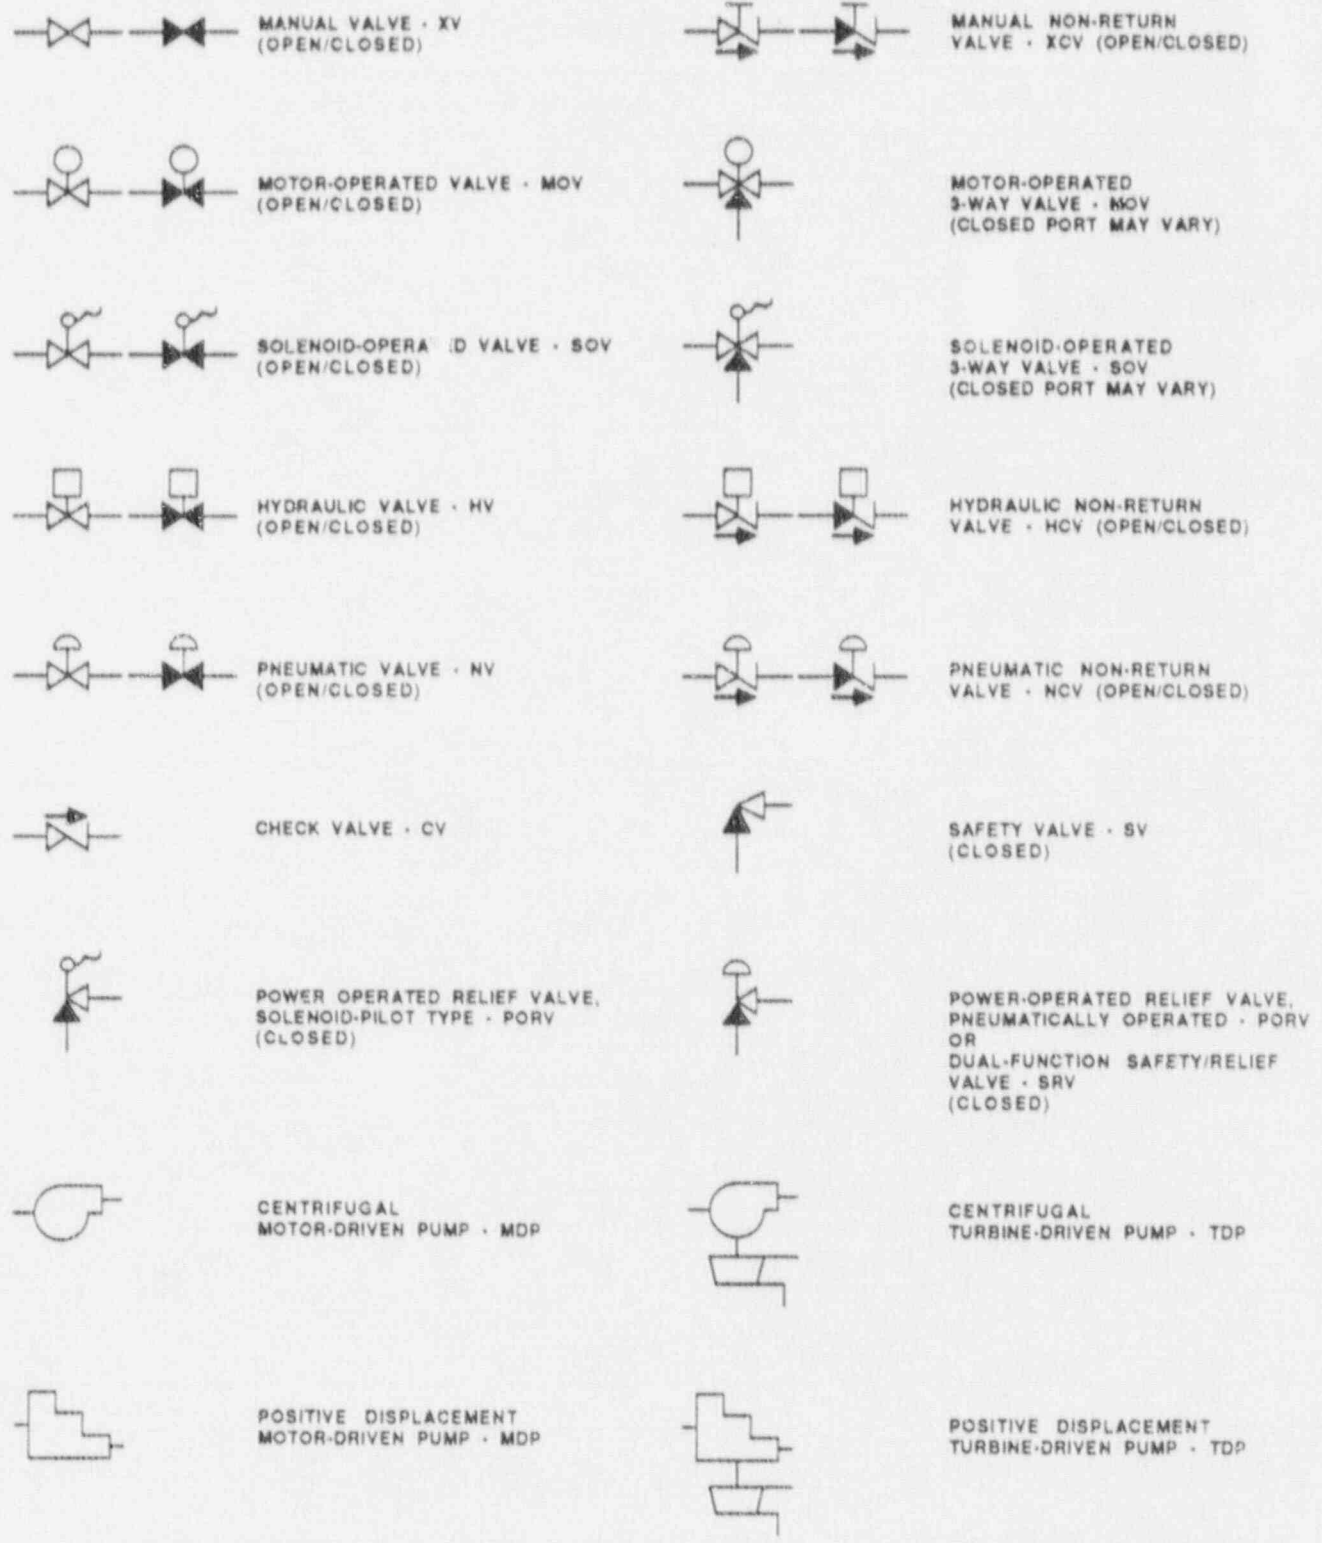 MANUAL VALVE - XV
(OPEN/CLOSED)
MANUAL NON-RETURN
VALVE - XCV (OPEN/CLOSED)
MOTOR-OPERATED VALVE - MOV
(OPEN/CLOSED)
MOTOR-OPERATED
3-WAY VALVE - MOV
(CLOSED PORT MAY VARY)
SOLENOID-OPERA D VALVE - SOV
(OPEN/CLOSED)
SOLENOID-OPERATED
3-WAY VALVE - SOV
(CLOSED PORT MAY VARY)
HYDRAULIC VALVE - HV
(OPEN/CLOSED)
HYDRAULIC NON-RETURN
VALVE - HCV (OPEN/CLOSED)
PNEUMATIC VALVE - NV
(OPEN/CLOSED)
PNEUMATIC NON-RETURN
VALVE - NCV (OPEN/CLOSED)
CHECK VALVE - CV
SAFETY VALVE - SV
(CLOSED)
POWER OPERATED RELIEF VALVE,
SOLENOID-PILOT TYPE - PORV
(CLOSED)
POWER-OPERATED RELIEF VALVE,
PNEUMATICALLY OPERATED - PORV
OR
DUAL-FUNCTION SAFETY/RELIEF
VALVE - SRV
(CLOSED)
CENTRIFUGAL
MOTOR-DRIVEN PUMP - MDP
CENTRIFUGAL
TURBINE-DRIVEN PUMP - TDP
POSITIVE DISPLACEMENT
MOTOR-DRIVEN PUMP - MDP
POSITIVE DISPLACEMENT
TURBINE-DRIVEN PUMP - TDP